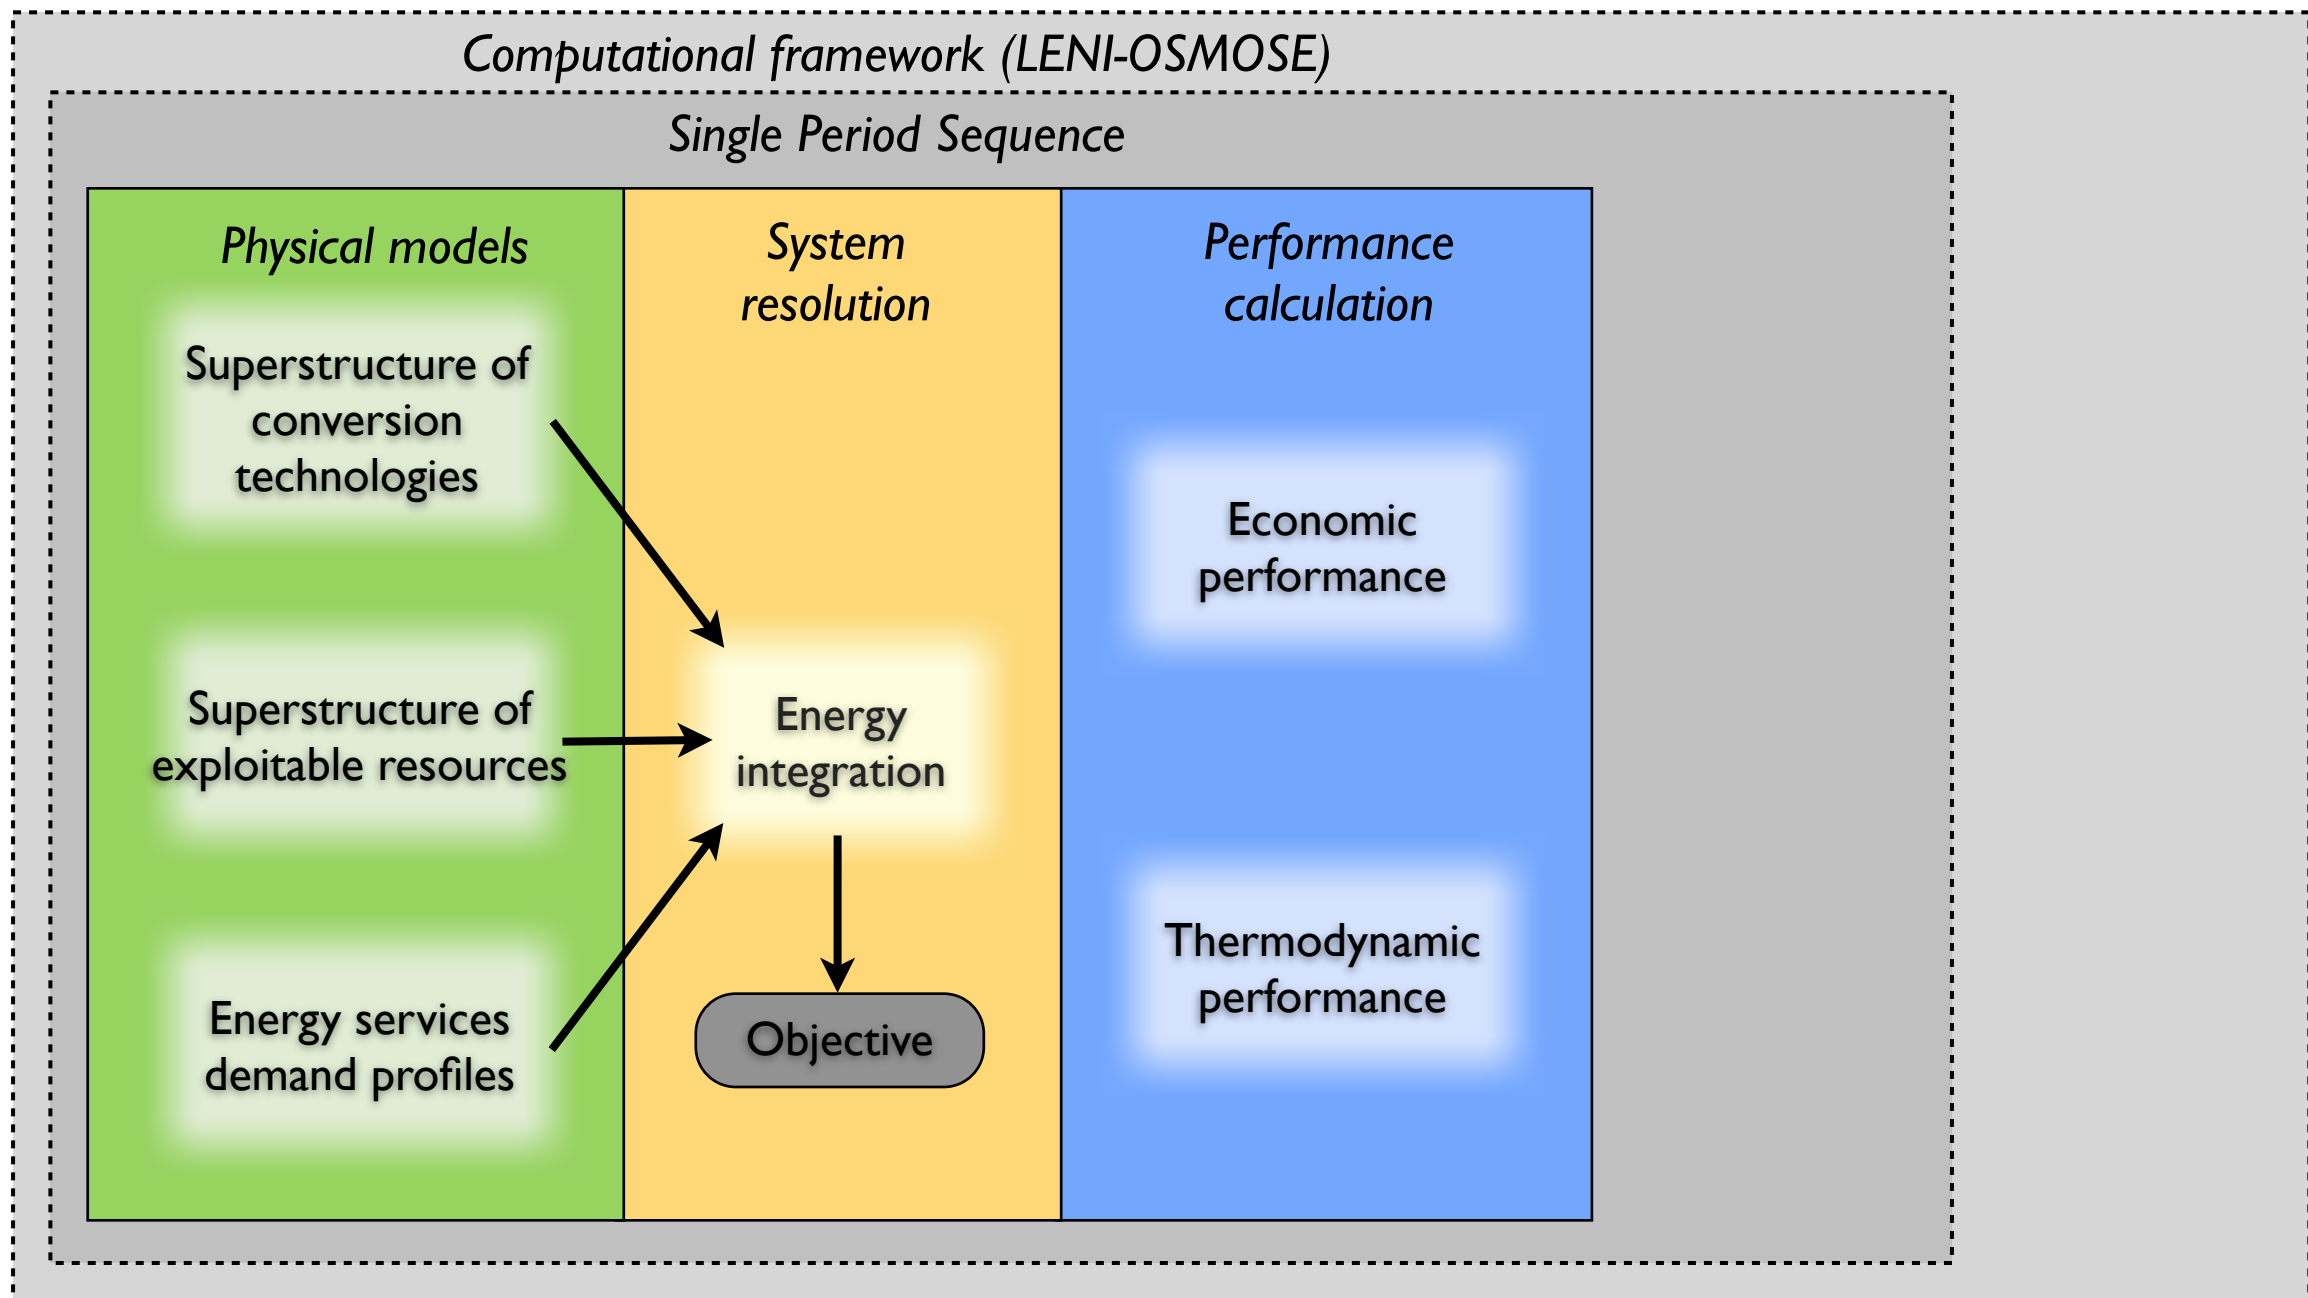 Computational framework (LENI-OSMOSE)
Single Period Sequence
Physical models
Superstructure of
conversion
technologies
Superstructure of
exploitable resources
Energy services
demand profiles
System
resolution
Energy
integration
Objective
Performance
calculation
Economic
performance
Thermodynamic
performance